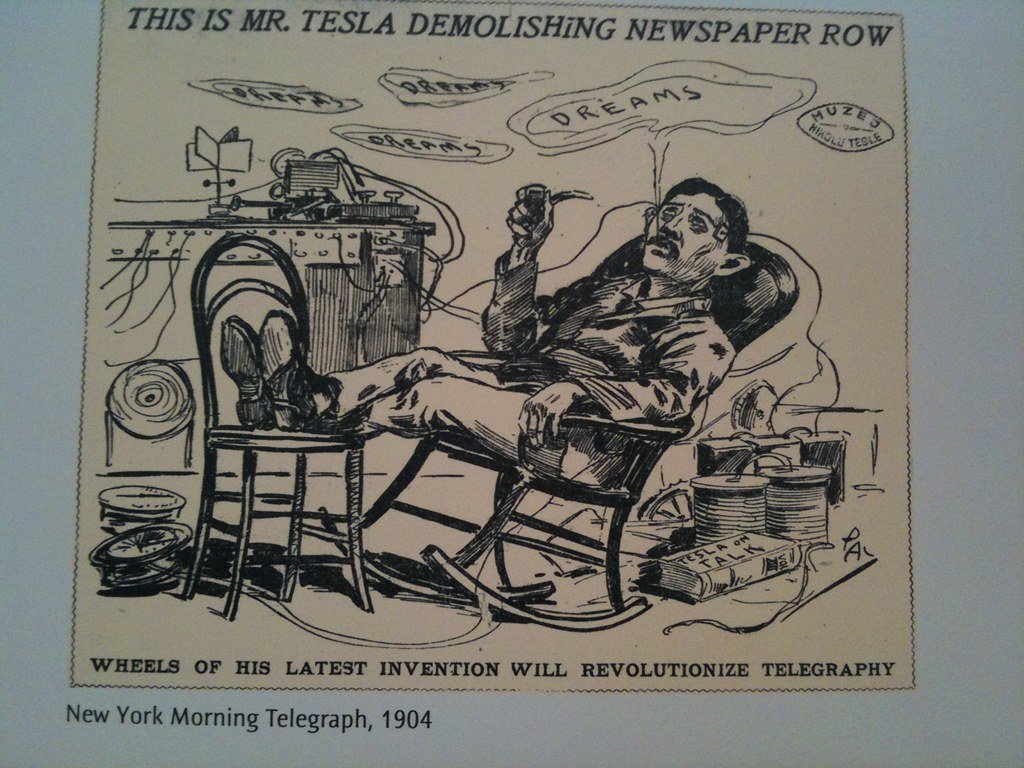 THIS IS MR. TESLA DEMOLISHING NEWSPAPER ROW
DREAMS
DREAMS
DREAMS
DREAMS
MUZEJ
NIKOLE TESLE
TESLA ON
TALK
WHEELS OF HIS LATEST INVENTION WILL REVOLUTIONIZE TELEGRAPHY
New York Morning Telegraph, 1904